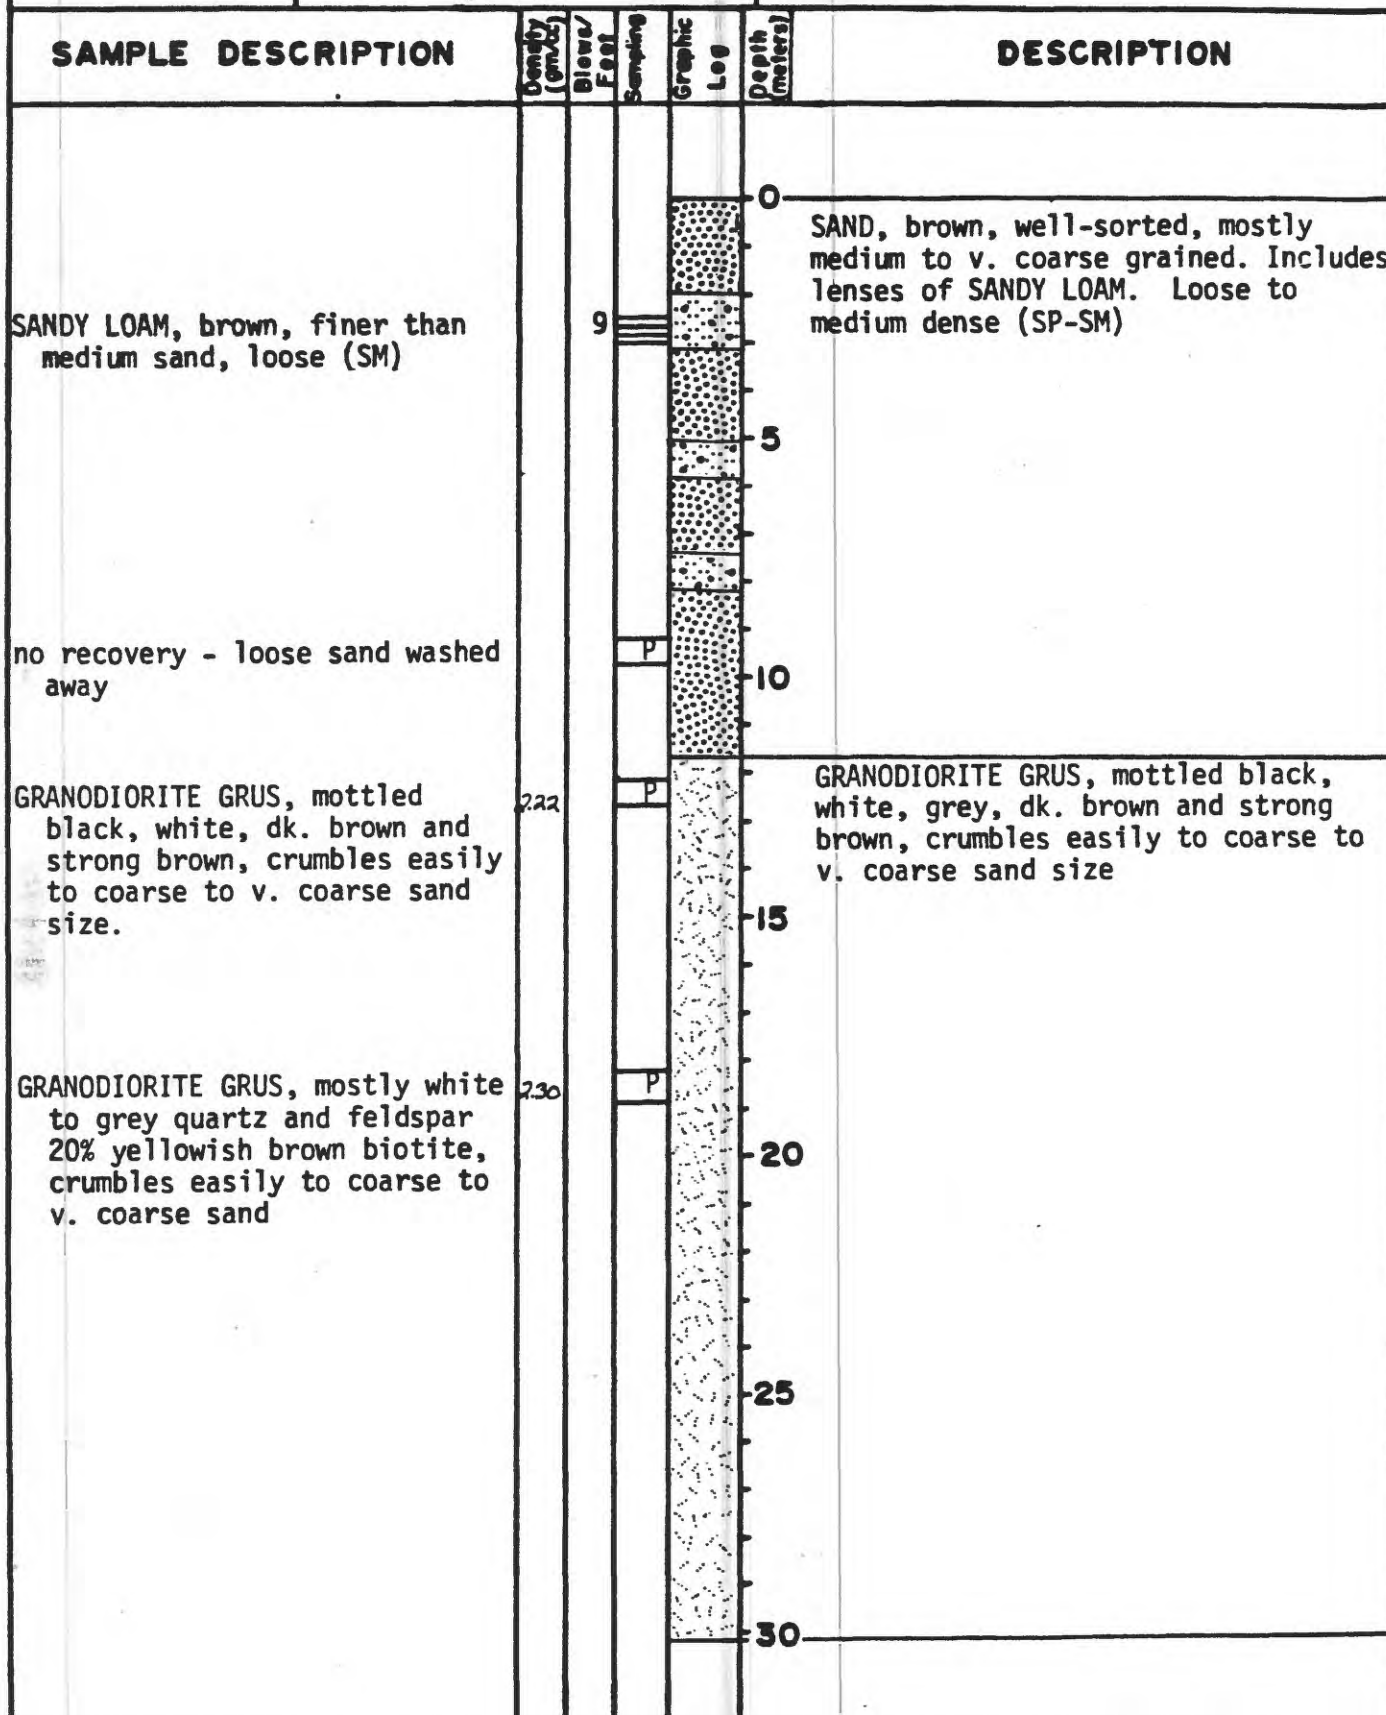 SAMPLE DESCRIPTION
Density (gm/cc)
Blows/ Foot
Sampling
Graphic Log
Depth (meters)
DESCRIPTION
0
SAND, brown, well-sorted, mostly
medium to v. coarse grained. Includes
lenses of SANDY LOAM. Loose to
medium dense (SP-SM)
SANDY LOAM, brown, finer than
medium sand, loose (SM)
9
5
no recovery - loose sand washed
away
P
10
GRANODIORITE GRUS, mottled
black, white, dk. brown and
strong brown, crumbles easily
to coarse to v. coarse sand
size.
2.22
P
GRANODIORITE GRUS, mottled black,
white, grey, dk. brown and strong
brown, crumbles easily to coarse to
v. coarse sand size
15
GRANODIORITE GRUS, mostly white
to grey quartz and feldspar
20% yellowish brown biotite,
crumbles easily to coarse to
v. coarse sand
2.30
P
20
25
30